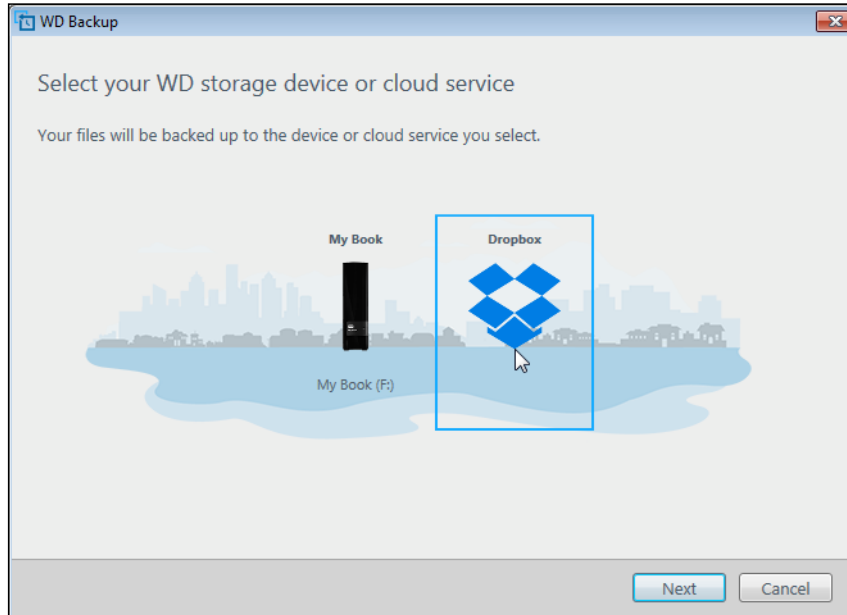 WD Backup
Select your WD storage device or cloud service
Your files will be backed up to the device or cloud service you select.
My Book
Dropbox
My Book (F:)
Next
Cancel